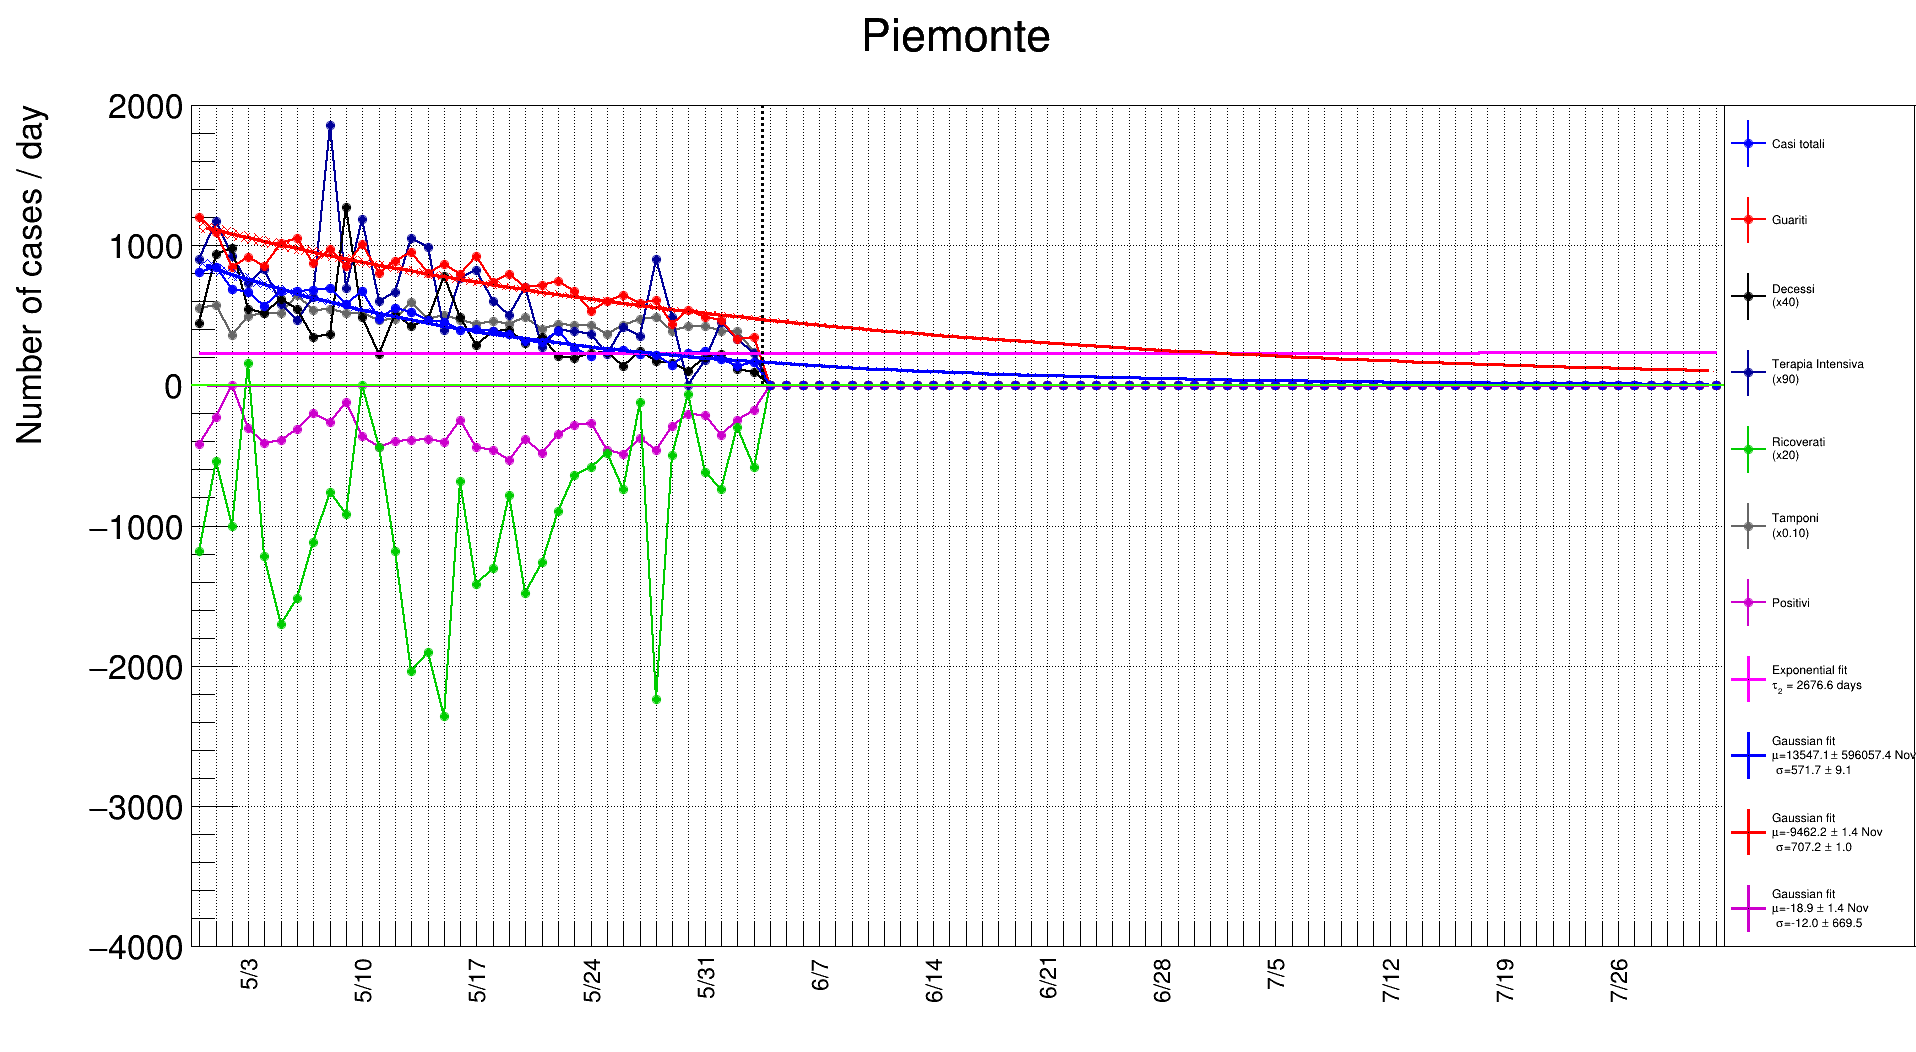 Piemonte
Number of cases / day
2000
1000
0
−1000
−2000
−3000
−4000
5/3
5/10
5/17
5/24
5/31
6/7
6/14
6/21
6/28
7/5
7/12
7/19
7/26
Casi totali
Guariti
Decessi
(x40)
Terapia Intensiva
(x90)
Ricoverati
(x20)
Tamponi
(x0.10)
Positivi
Exponential fit
τ2 = 2676.6 days
Gaussian fit
μ=13547.1 ± 596057.4 Nov
σ=571.7 ± 9.1
Gaussian fit
μ=-9462.2 ± 1.4 Nov
σ=707.2 ± 1.0
Gaussian fit
μ=-18.9 ± 1.4 Nov
σ=-12.0 ± 669.5